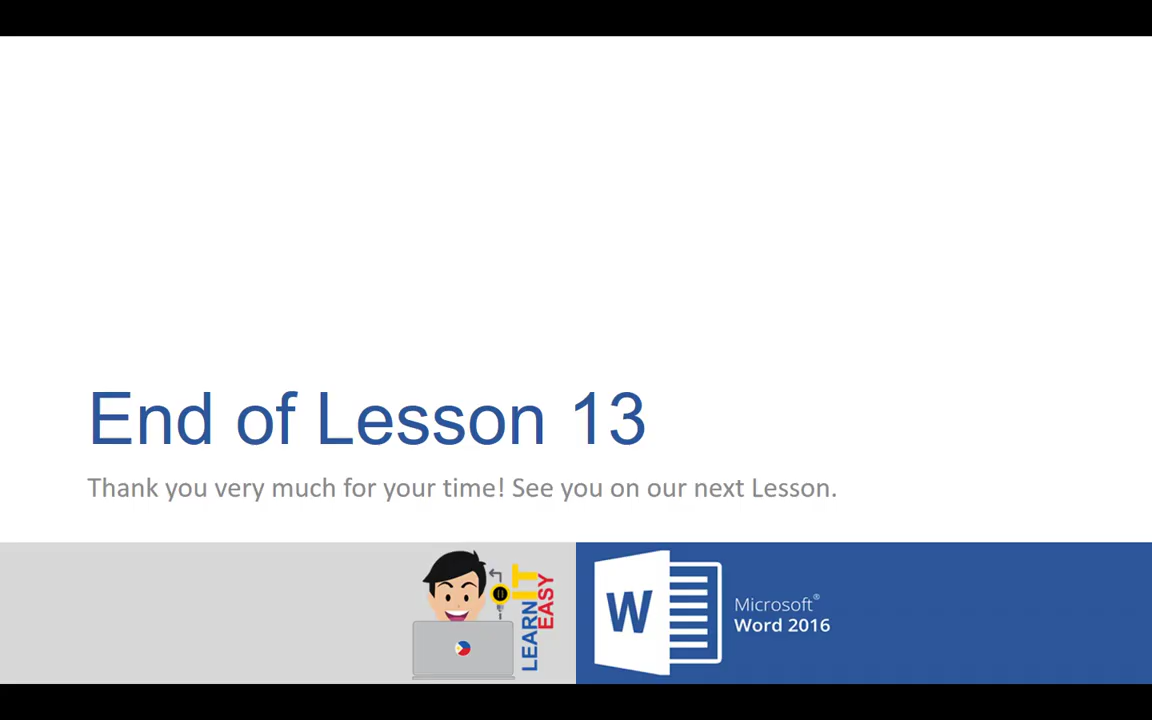 End of Lesson 13
Thank you very much for your time! See you on our next Lesson.
LEARN IT
EASY
W
Microsoft®
Word 2016